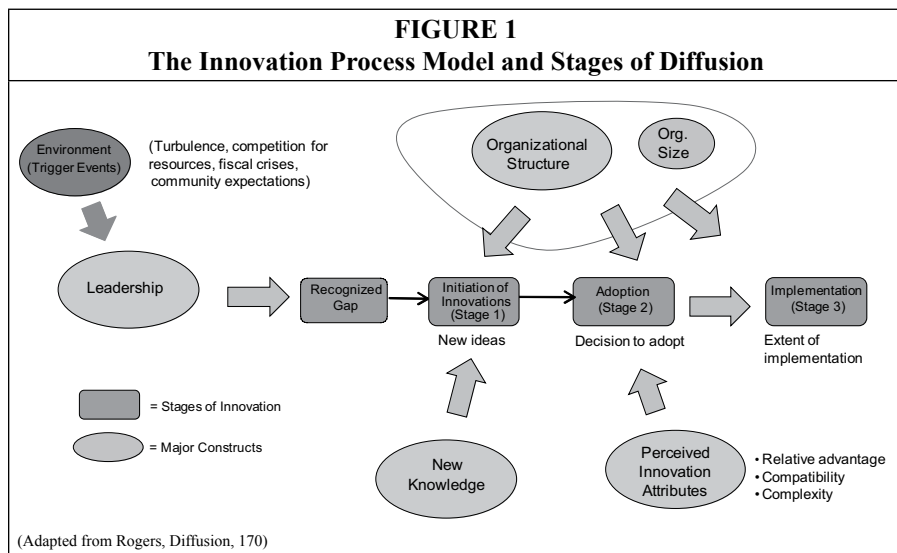 FIGURE 1
The Innovation Process Model and Stages of Diffusion
Environment
(Trigger Events)
(Turbulence, competition for
resources, fiscal crises,
community expectations)
Organizational
Structure
Org.
Size
Leadership
Recognized
Gap
Initiation of
Innovations
(Stage 1)
Adoption
(Stage 2)
Implementation
(Stage 3)
New ideas
Decision to adopt
Extent of
implementation
= Stages of Innovation
= Major Constructs
New
Knowledge
Perceived
Innovation
Attributes
• Relative advantage
• Compatibility
• Complexity
(Adapted from Rogers, Diffusion, 170)